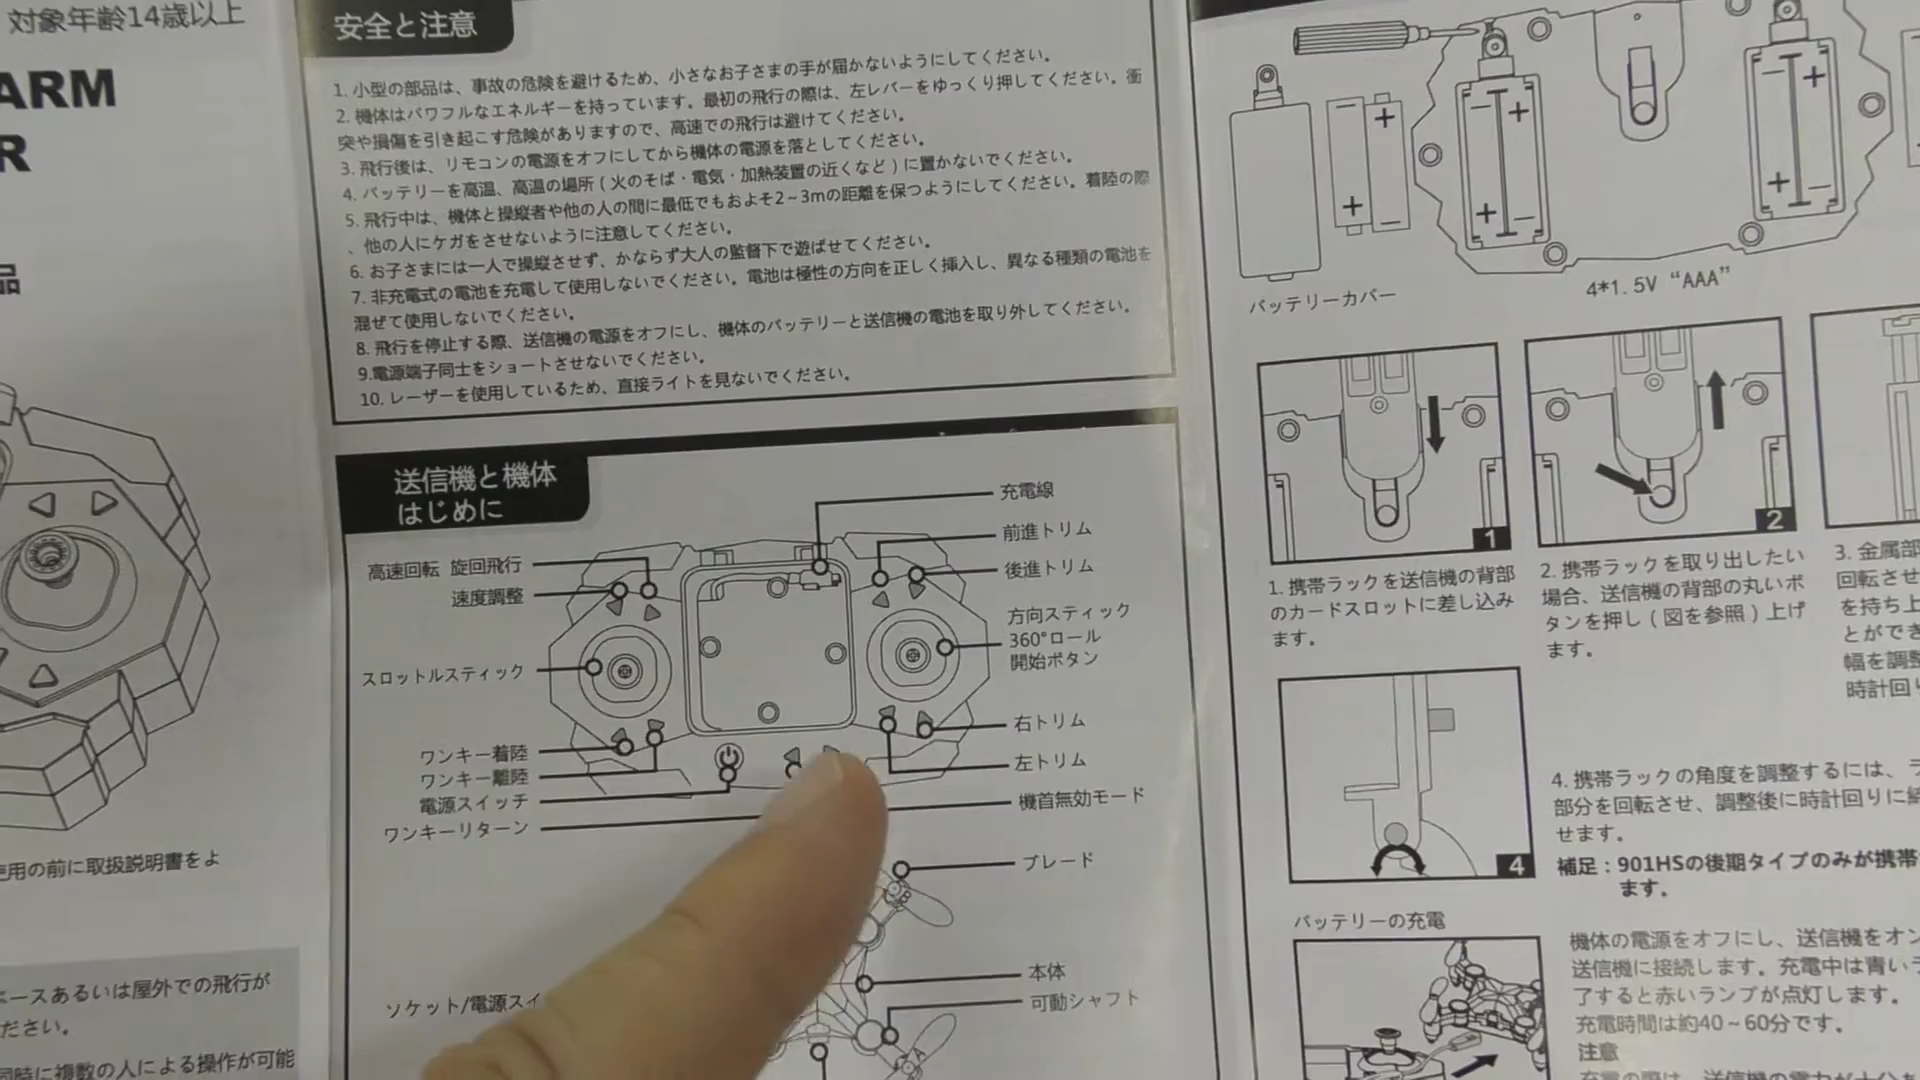 対象年齢14歳以上
ARM
R
品
使用の前に取扱説明書をよ
ースあるいは屋外での飛行が
ださい。
同時に複数の人による操作が可能
安全と注意
1. 小型の部品は、事故の危険を避けるため、小さなお子さまの手が届かないようにしてください。
2. 機体はパワフルなエネルギーを持っています。最初の飛行の際は、左レバーをゆっくり押してください。衝
突や損傷を引き起こす危険がありますので、高速での飛行は避けてください。
3. 飛行後は、リモコンの電源をオフにしてから機体の電源を落としてください。
4. バッテリーを高温、高温の場所（火のそば・電気・加熱装置の近くなど）に置かないでください。
5. 飛行中は、機体と操縦者や他の人の間に最低でもおよそ2~3mの距離を保つようにしてください。着陸の際
、他の人にケガをさせないように注意してください。
6. お子さまには一人で操縦させず、かならず大人の監督下で遊ばせてください。
7. 非充電式の電池を充電して使用しないでください。電池は極性の方向を正しく挿入し、異なる種類の電池を
混ぜて使用しないでください。
8. 飛行を停止する際、送信機の電源をオフにし、機体のバッテリーと送信機の電池を取り外してください。
9.電源端子同士をショートさせないでください。
10. レーザーを使用しているため、直接ライトを見ないでください。
送信機と機体
はじめに
高速回転 旋回飛行
速度調整
スロットルスティック
ワンキー着陸
ワンキー離陸
電源スイッチ
ワンキーリターン
充電線
前進トリム
後進トリム
方向スティック
360°ロール
開始ボタン
右トリム
左トリム
機首無効モード
ブレード
本体
可動シャフト
ソケット/電源スイ
バッテリーカバー
4*1.5V “AAA”
1
2
1. 携帯ラックを送信機の背部
のカードスロットに差し込み
ます。
2. 携帯ラックを取り出したい
場合、送信機の背部の丸いボ
タンを押し（図を参照）上げ
ます。
3. 金属部
回転させ
を持ち上
とができ
幅を調整
時計回り
4
4. 携帯ラックの角度を調整するには、ラ
部分を回転させ、調整後に時計回りに
せます。
補足：901HSの後期タイプのみが携帯
ます。
バッテリーの充電
機体の電源をオフにし、送信機をオン
送信機に接続します。充電中は青いラ
了すると赤いランプが点灯します。
充電時間は約40~60分です。
注意